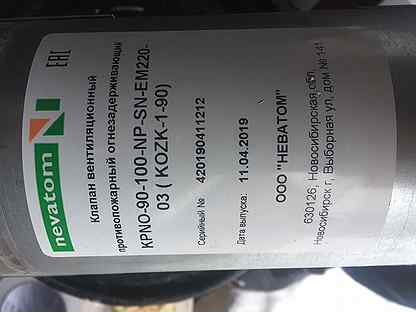 EAC
nevatom
Клапан вентиляционный
противопожарный огнезадерживающий
KPNO-90-100-NP-SN-EM220-
03 ( KOZK-1-90)
Серийный № 420190411212
Дата выпуска: 11.04.2019
ООО "НЕВАТОМ"
630126, Новосибирская обл,
Новосибирск г, Выборная ул, дом № 141